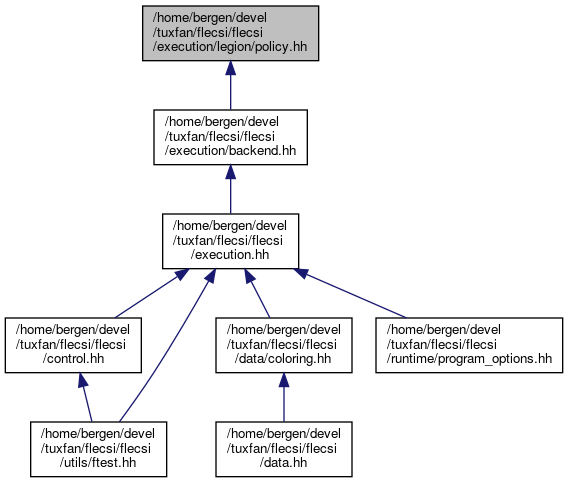 /home/bergen/devel
/tuxfan/flecsi/flecsi
/execution/legion/policy.hh
/home/bergen/devel
/tuxfan/flecsi/flecsi
/execution/backend.hh
/home/bergen/devel
/tuxfan/flecsi/flecsi
/execution.hh
/home/bergen/devel
/tuxfan/flecsi/flecsi
/control.hh
/home/bergen/devel
/tuxfan/flecsi/flecsi
/data/coloring.hh
/home/bergen/devel
/tuxfan/flecsi/flecsi
/runtime/program_options.hh
/home/bergen/devel
/tuxfan/flecsi/flecsi
/utils/ftest.hh
/home/bergen/devel
/tuxfan/flecsi/flecsi
/data.hh